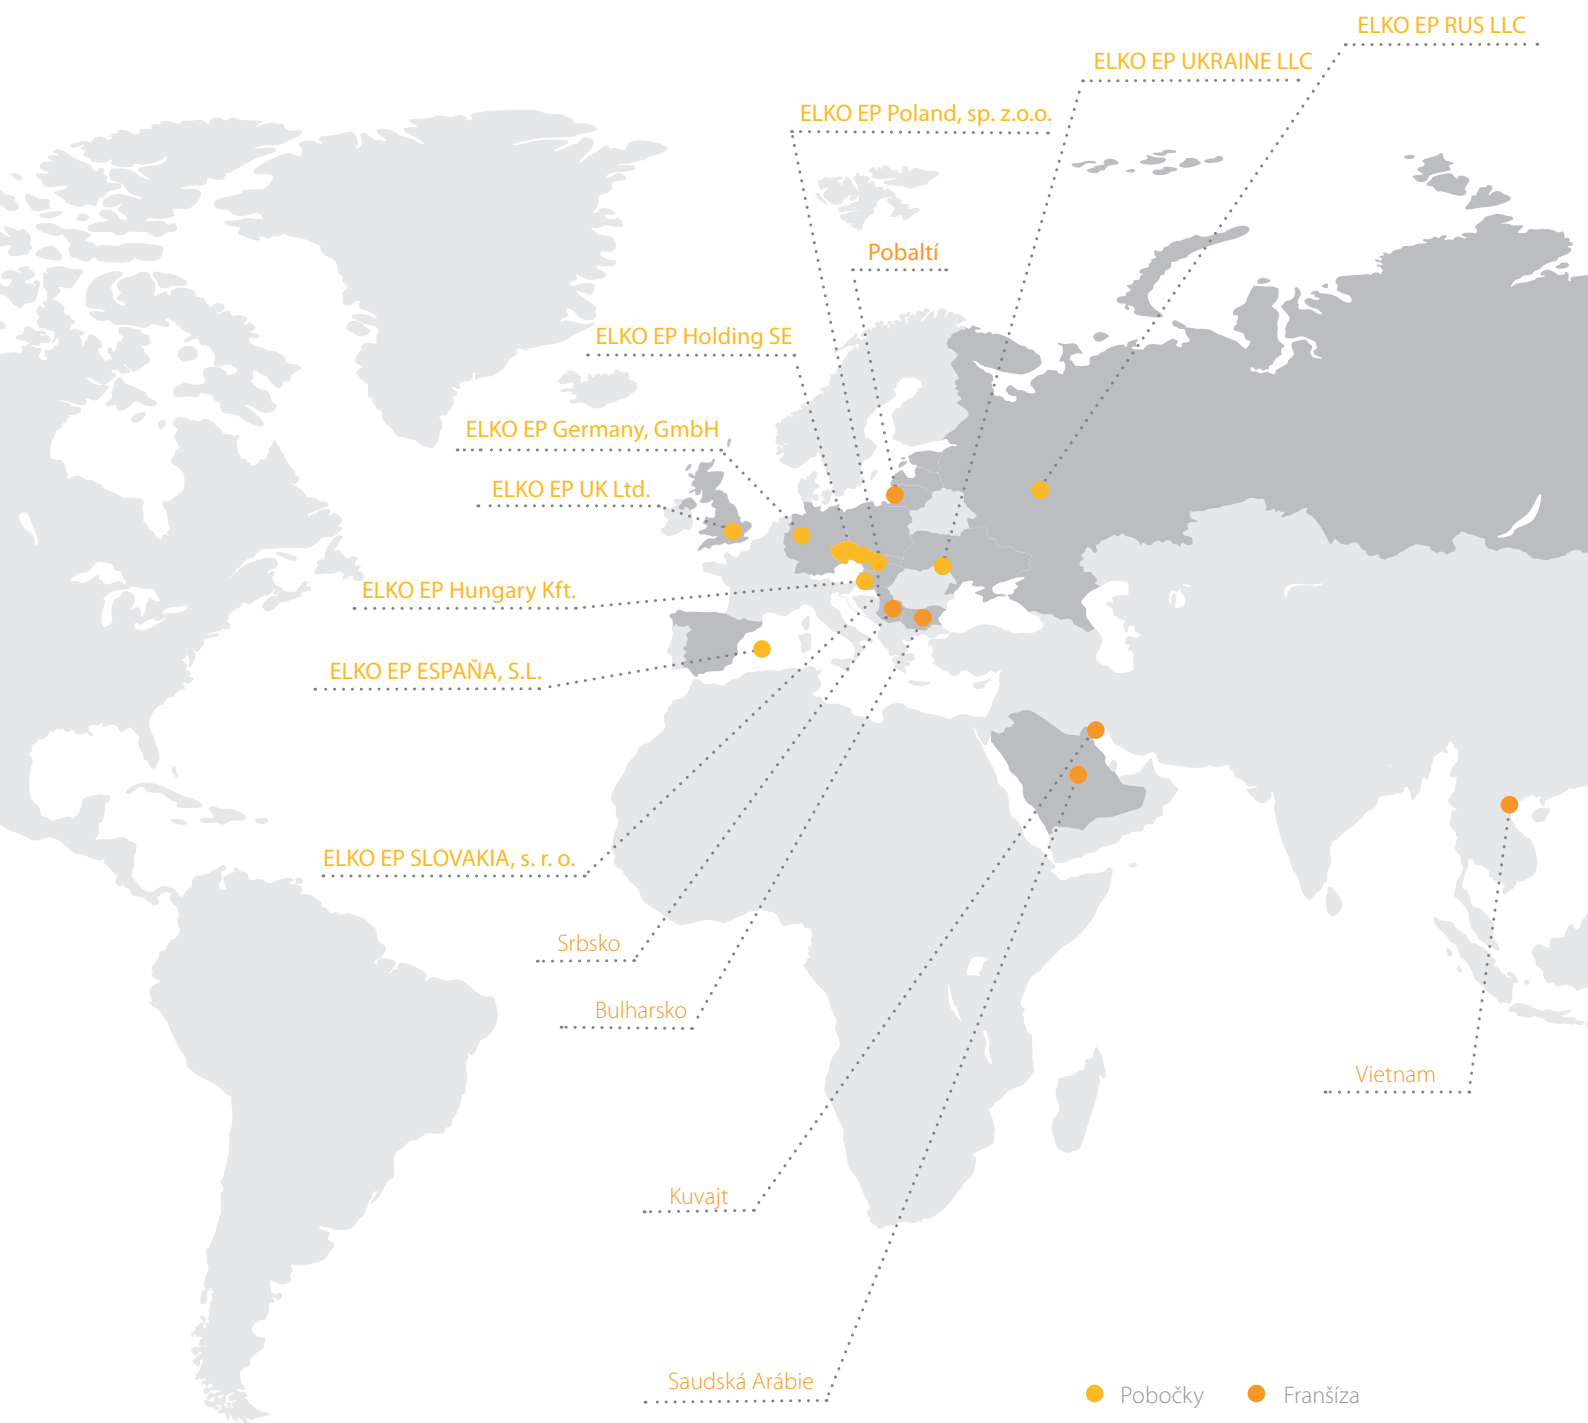 ELKO EP RUS LLC
ELKO EP UKRAINE LLC
ELKO EP Poland, sp. z.o.o.
Pobaltí
ELKO EP Holding SE
ELKO EP Germany, GmbH
ELKO EP UK Ltd.
ELKO EP Hungary Kft.
ELKO EP ESPAŇA, S.L.
ELKO EP SLOVAKIA, s. r. o.
Srbsko
Bulharsko
Vietnam
Kuvajt
Saudská Arábie
Pobočky
Franšíza